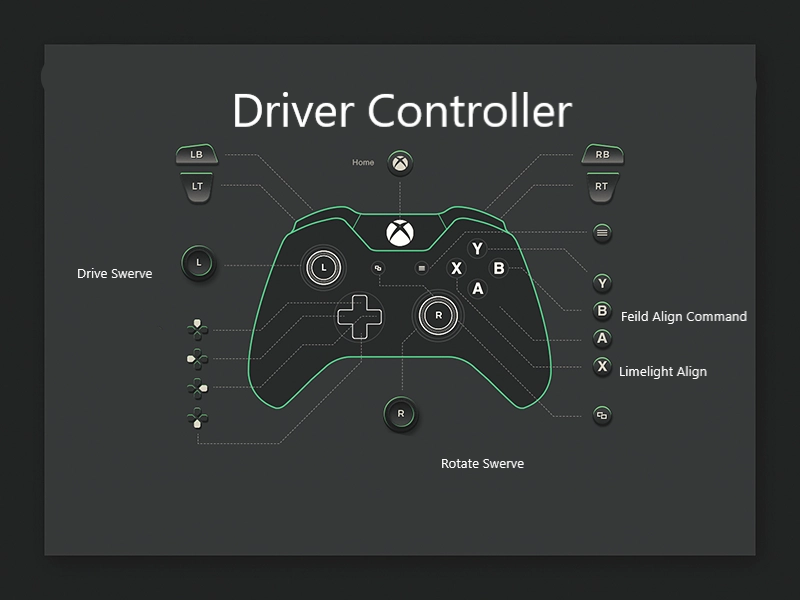 Driver Controller
LB
Home
RB
LT
RT
Y
L
L
X
B
Y
Drive Swerve
A
B
Feild Align Command
R
A
X
Limelight Align
R
Rotate Swerve